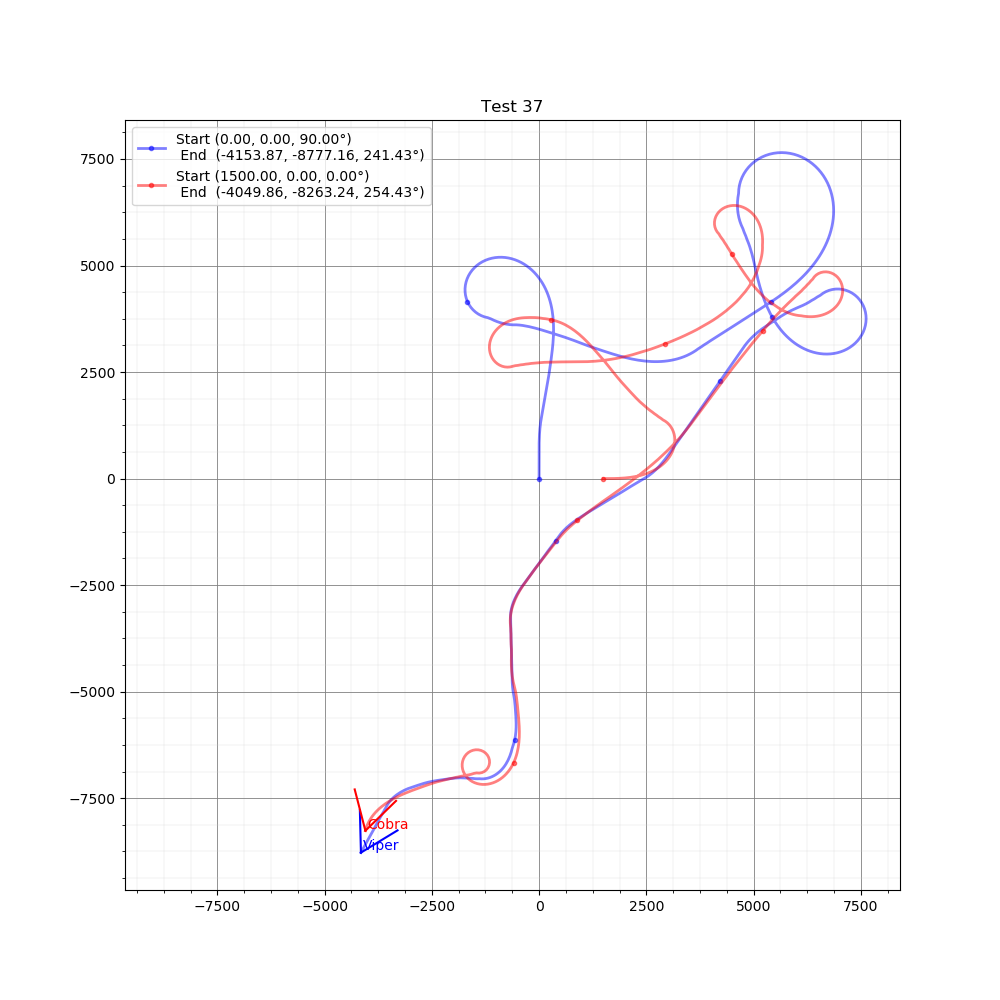 Test 37
Start (0.00, 0.00, 90.00°)
End (-4153.87, -8777.16, 241.43°)
Start (1500.00, 0.00, 0.00°)
End (-4049.86, -8263.24, 254.43°)
7500
5000
2500
0
−2500
−5000
−7500
Cobra
Viper
−7500 −5000 −2500 0 2500 5000 7500